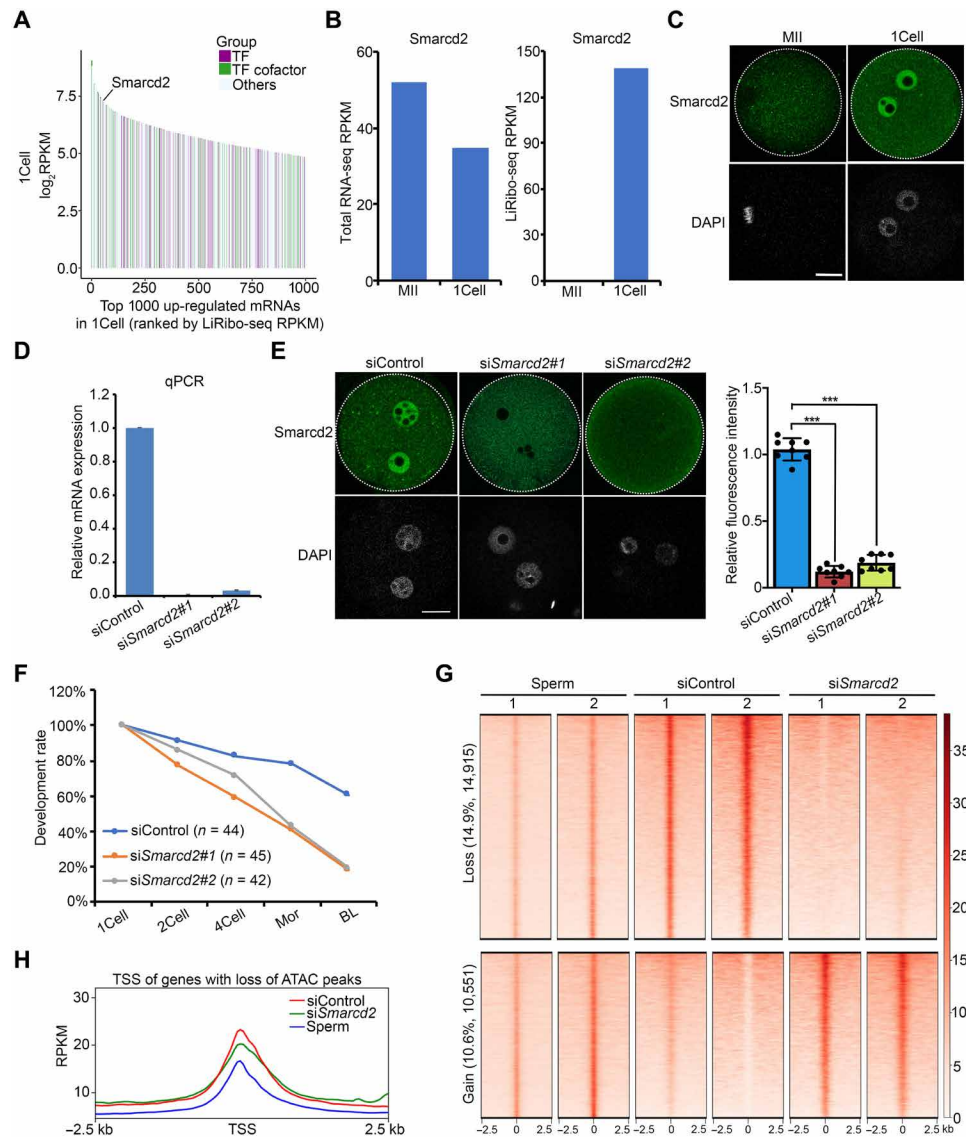 A
Group
TF
TF cofactor
Others
Smarcd2
7.5
5.0
2.5
0.0
1Cell
log2RPKM
0
250
500
750
1000
Top 1000 up-regulated mRNAs
in 1Cell (ranked by LiRibo-seq RPKM)
B
Smarcd2
60
40
20
0
Total RNA-seq RPKM
MII
1Cell
Smarcd2
150
120
90
60
30
0
LiRibo-seq RPKM
MII
1Cell
C
MII
1Cell
Smarcd2
DAPI
D
qPCR
1.2
1.0
0.8
0.6
0.4
0.2
0.0
Relative mRNA expression
siControl
siSmarcd2#1
siSmarcd2#2
E
siControl
siSmarcd2#1
siSmarcd2#2
Smarcd2
DAPI
1.5
1.0
0.5
0.0
Relative fluorescence intensity
***
***
siControl
siSmarcd2#1
siSmarcd2#2
F
120%
100%
80%
60%
40%
20%
0%
Development rate
siControl (n = 44)
siSmarcd2#1 (n = 45)
siSmarcd2#2 (n = 42)
1Cell
2Cell
4Cell
Mor
BL
G
Sperm
siControl
siSmarcd2
1
2
1
2
1
2
Loss (14.9%, 14,915)
Gain (10.6%, 10,551)
35
30
25
20
15
10
5
0
−2.5 0 2.5
−2.5 0 2.5
−2.5 0 2.5
−2.5 0 2.5
−2.5 0 2.5
−2.5 0 2.5 kb
H
TSS of genes with loss of ATAC peaks
siControl
siSmarcd2
Sperm
30
20
10
RPKM
−2.5 kb
TSS
2.5 kb